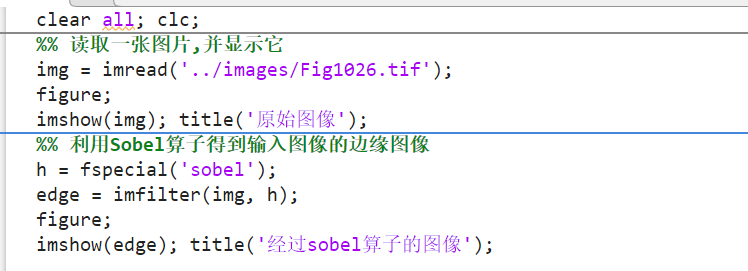 clear all; clc;
%% 读取一张图片,并显示它
img = imread('../images/Fig1026.tif');
figure;
imshow(img); title('原始图像');
%% 利用Sobel算子得到输入图像的边缘图像
h = fspecial('sobel');
edge = imfilter(img, h);
figure;
imshow(edge); title('经过sobel算子的图像');